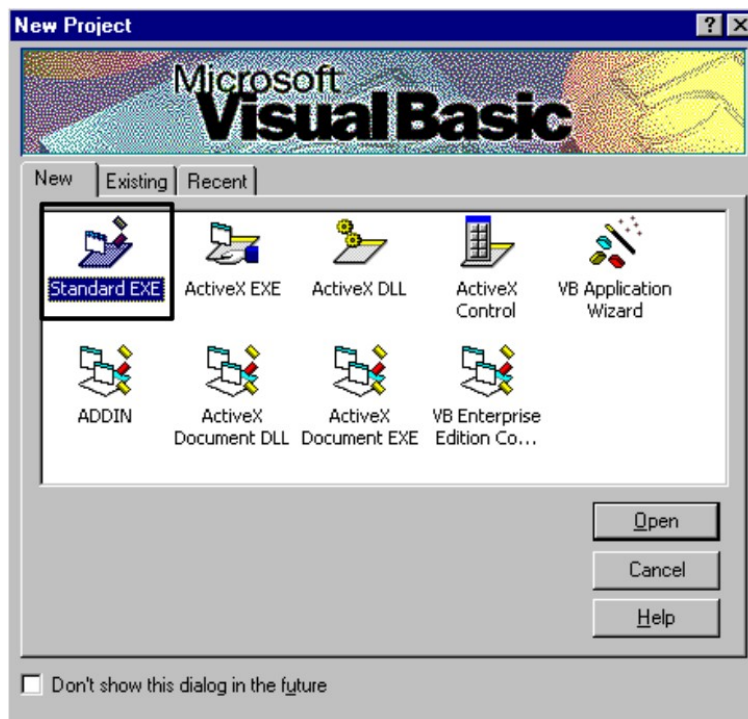 New Project
Microsoft
Visual Basic
New Existing Recent
Standard EXE ActiveX EXE ActiveX DLL ActiveX Control VB Application Wizard
ADDIN ActiveX Document DLL ActiveX Document EXE VB Enterprise Edition Co...
Open
Cancel
Help
Don't show this dialog in the future